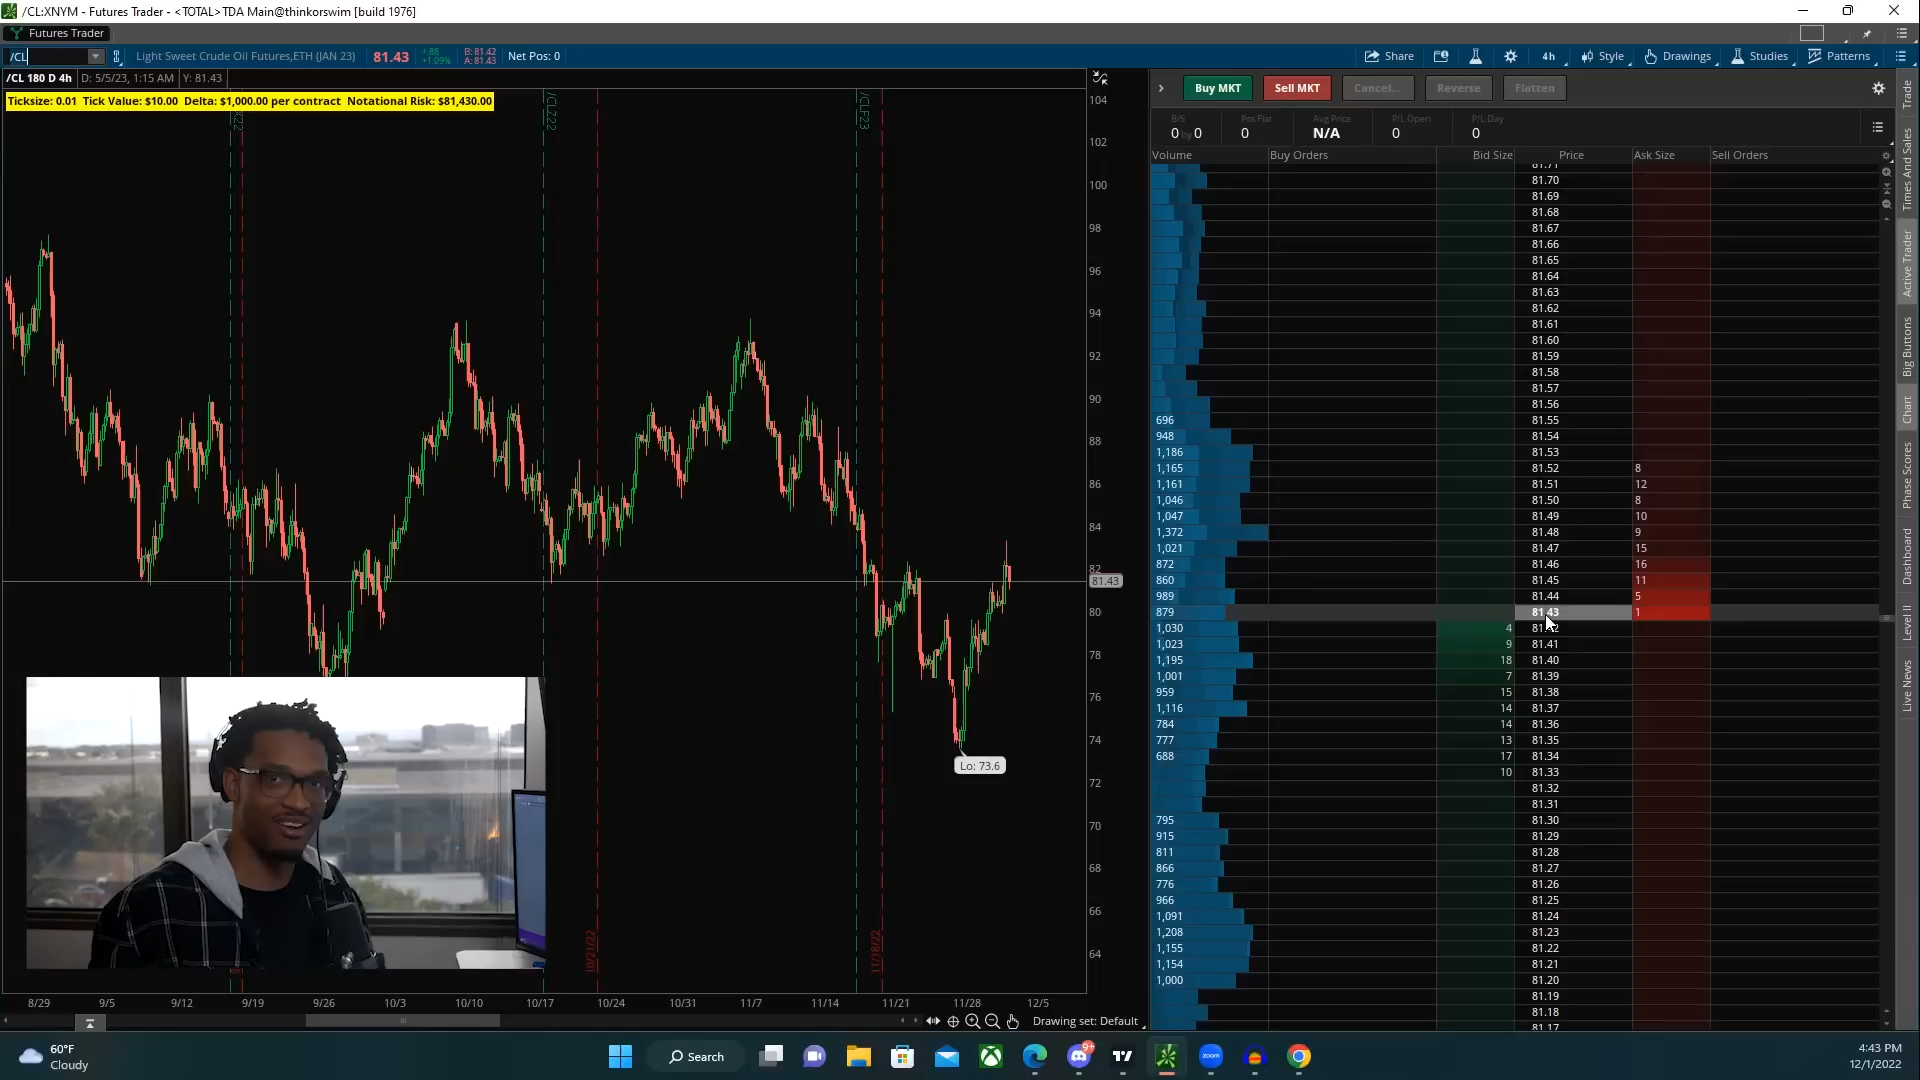 /CL:XNYM - Futures Trader - <TOTAL>TDA Main@thinkorswim [build 1976]
Futures Trader
/CL Light Sweet Crude Oil Futures,ETH (JAN 23) 81.43 +.88 +1.09% B: 81.42 A: 81.43 Net Pos: 0 Share 4h Style Drawings Studies Patterns
/CL 180 D 4h D: 5/5/23, 1:15 AM Y: 81.43
Ticksize: 0.01 Tick Value: $10.00 Delta: $1,000.00 per contract Notational Risk: $81,430.00
/CLZ22
/CLF23
10/21/22
11/18/22
104
102
100
98
96
94
92
90
88
86
84
82
81.43
80
78
76
74
72
70
68
66
64
Lo: 73.6
8/29 9/5 9/12 9/19 9/26 10/3 10/10 10/17 10/24 10/31 11/7 11/14 11/21 11/28 12/5
Drawing set: Default
Buy MKT Sell MKT Cancel... Reverse Flatten
B/S Pos Flat Avg Price P/L Open P/L Day
0 by 0 0 N/A 0 0
Volume Buy Orders Bid Size Price Ask Size Sell Orders
81.71
81.70
81.69
81.68
81.67
81.66
81.65
81.64
81.63
81.62
81.61
81.60
81.59
81.58
81.57
81.56
696 81.55
948 81.54
1,186 81.53
1,165 81.52 8
1,161 81.51 12
1,046 81.50 8
1,047 81.49 10
1,372 81.48 9
1,021 81.47 15
872 81.46 16
860 81.45 11
989 81.44 5
879 81.43 1
1,030 4 81.42
1,023 9 81.41
1,195 18 81.40
1,001 7 81.39
959 15 81.38
1,116 14 81.37
784 14 81.36
777 13 81.35
688 17 81.34
10 81.33
81.32
81.31
795 81.30
915 81.29
811 81.28
866 81.27
776 81.26
966 81.25
1,091 81.24
1,208 81.23
1,155 81.22
1,154 81.21
1,000 81.20
81.19
81.18
81.17
Trade
Times And Sales
Active Trader
Big Buttons
Chart
Phase Scores
Dashboard
Level II
Live News
60°F
Cloudy
Search
9+
zoom
4:43 PM
12/1/2022